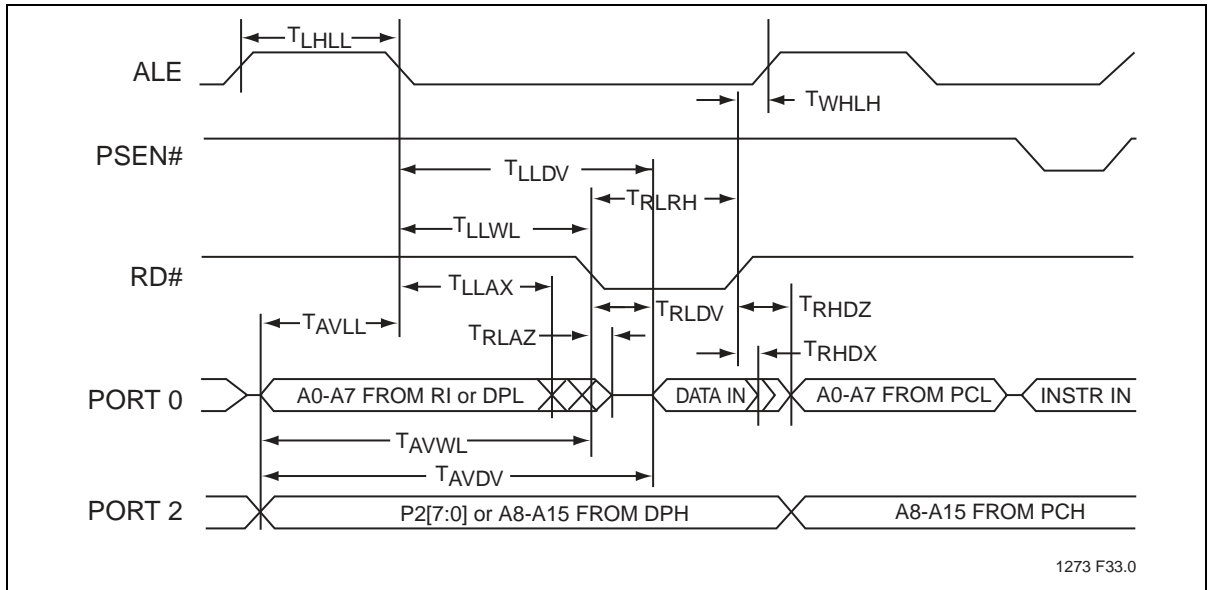 TLHLL
ALE
TWHLH
PSEN#
TLLDV
TRLRH
TLLWL
RD#
TLLAX
TAVLL
TRLAZ
TRLDV
TRHDZ
TRHDX
PORT 0
A0-A7 FROM RI or DPL
DATA IN
A0-A7 FROM PCL
INSTR IN
TAVWL
TAVDV
PORT 2
P2[7:0] or A8-A15 FROM DPH
A8-A15 FROM PCH
1273 F33.0